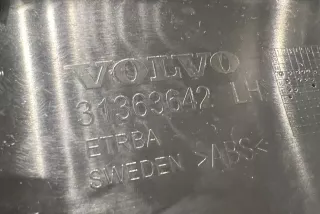 VOLVO
31363642 LH
ETRBA
SWEDEN >ABS<